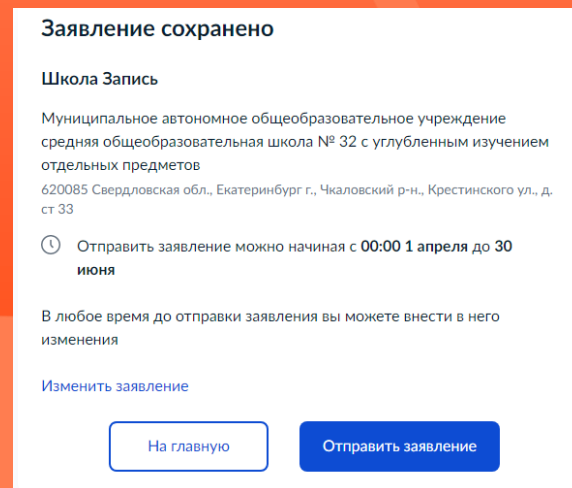 Заявление сохранено
Школа Запись
Муниципальное автономное общеобразовательное учреждение
средняя общеобразовательная школа № 32 с углубленным изучением
отдельных предметов
620085 Свердловская обл., Екатеринбург г., Чкаловский р-н., Крестинского ул., д.
ст 33
Отправить заявление можно начиная с 00:00 1 апреля до 30
июня
В любое время до отправки заявления вы можете внести в него
изменения
Изменить заявление
На главную
Отправить заявление